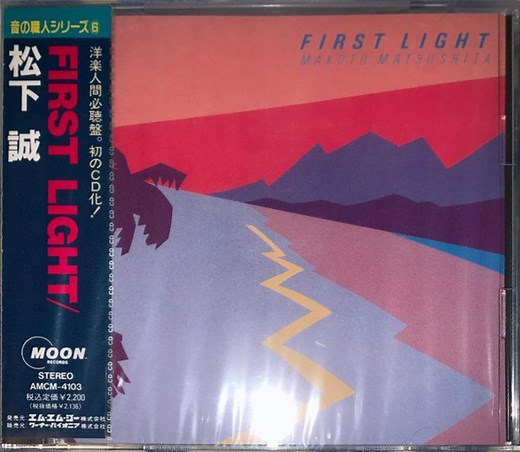 音の職人シリーズ⑥
FIRST LIGHT/
松下 誠
洋楽人間必聴盤。初のCD化!
MOON
RECORDS
STEREO
AMCM-4103
税込定価¥2,200
(税抜価格¥2,136)
発売元:エム・エム・ジー株式会社
販売元:ワーナーパイオニア株式会社
FIRST LIGHT
MAKOTO MATSUSHITA